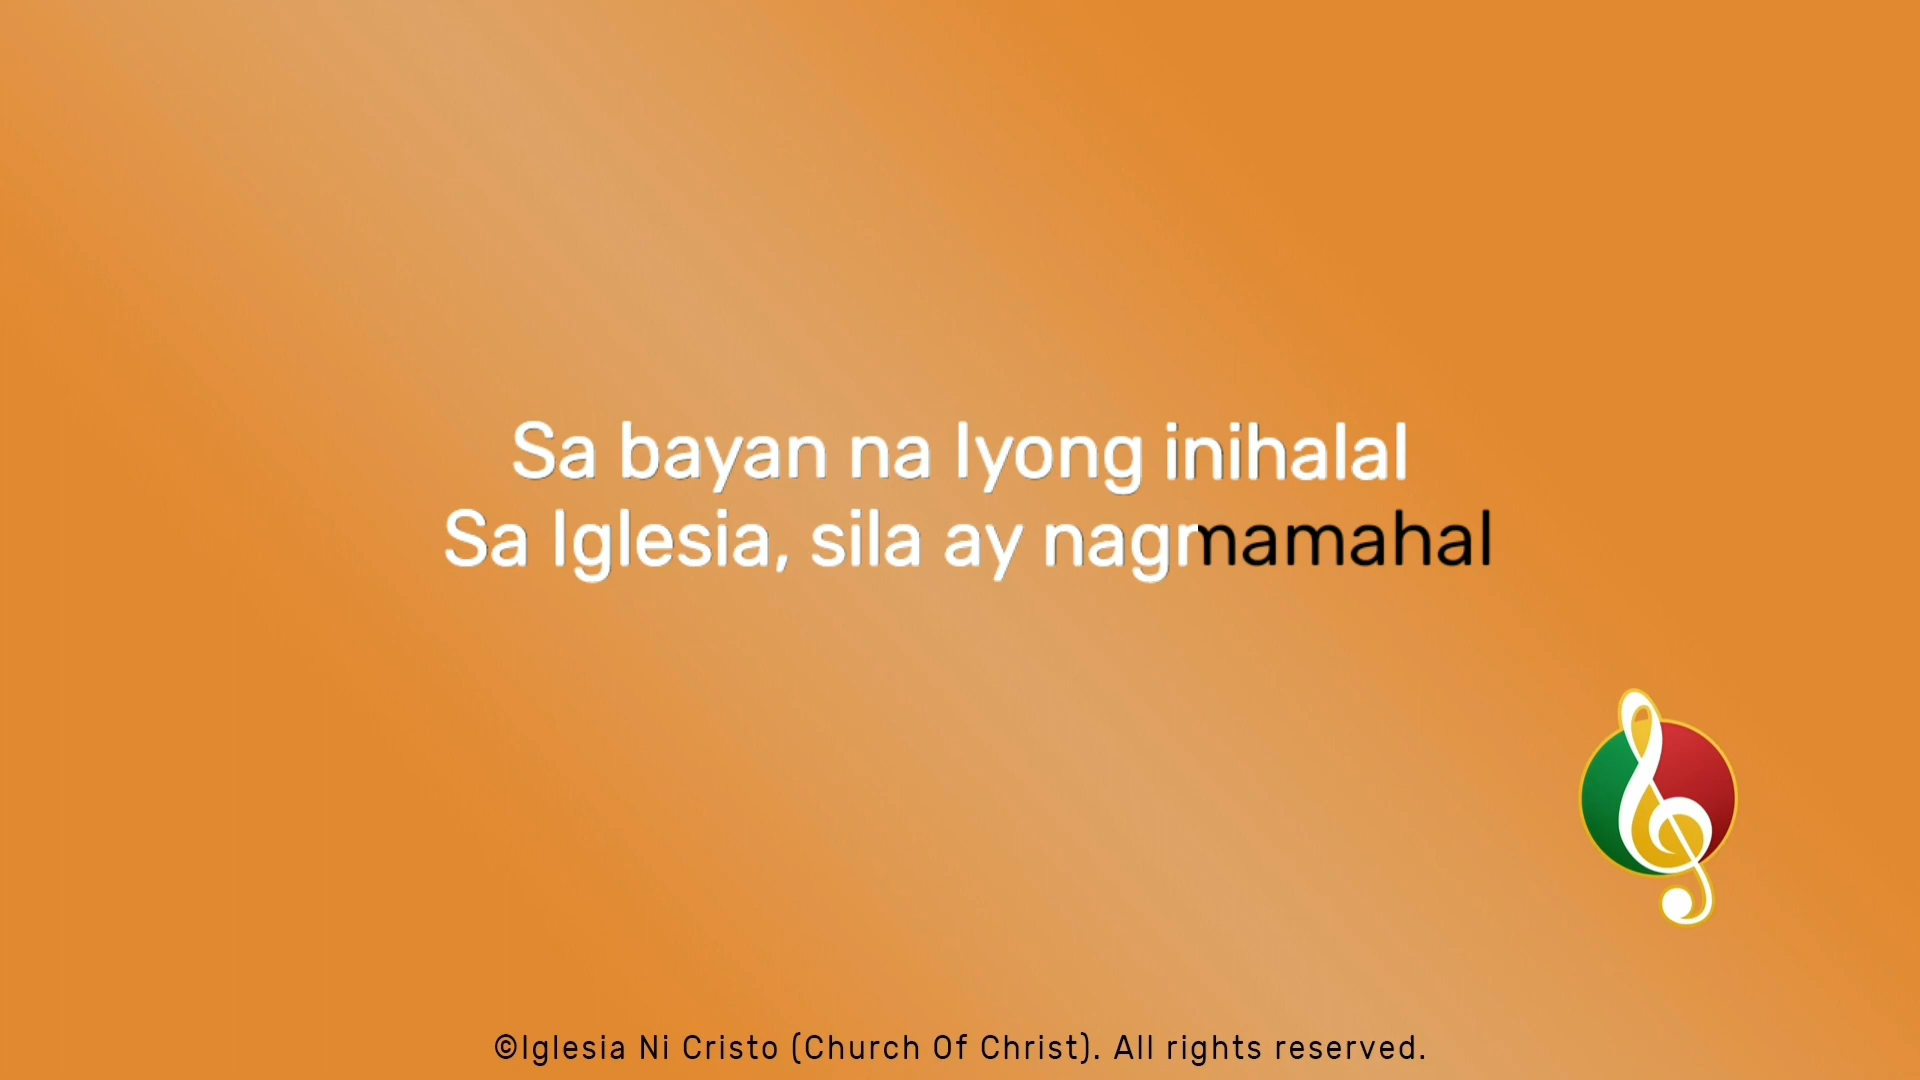 Sa bayan na Iyong inihalal
Sa Iglesia, sila ay nagmamahal
©Iglesia Ni Cristo (Church Of Christ). All rights reserved.